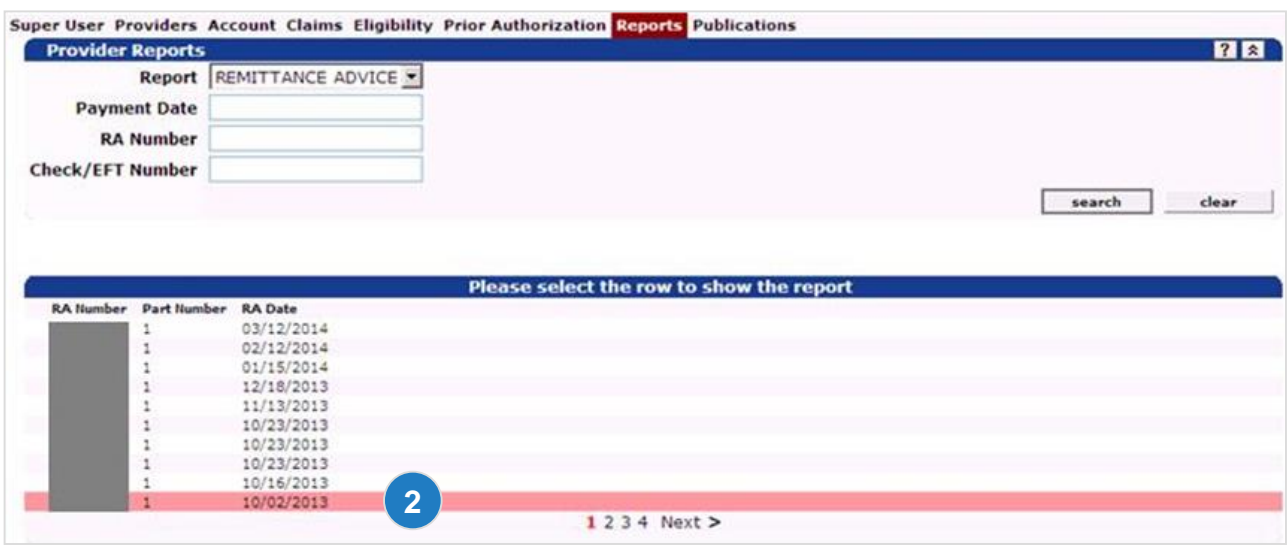 Super User Providers Account Claims Eligibility Prior Authorization Reports Publications
Provider Reports ?
Report REMITTANCE ADVICE
Payment Date
RA Number
Check/EFT Number
search clear
Please select the row to show the report
RA Number Part Number RA Date
1 03/12/2014
1 02/12/2014
1 01/15/2014
1 12/18/2013
1 11/13/2013
1 10/23/2013
1 10/23/2013
1 10/23/2013
1 10/16/2013
1 10/02/2013 2
1 2 3 4 Next >